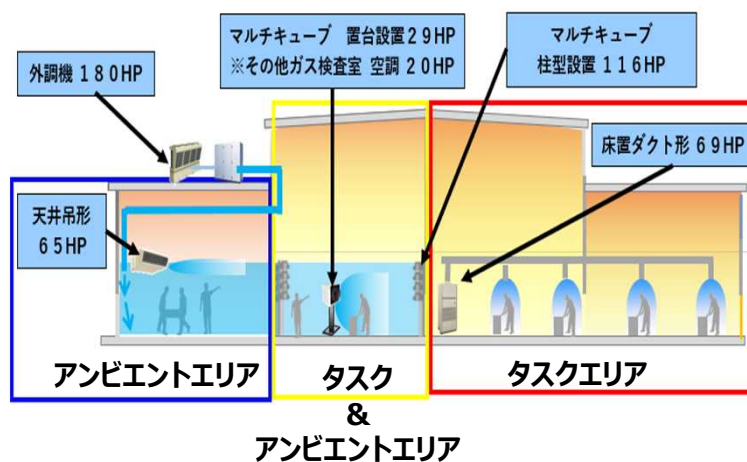 マルチキューブ 置台設置29HP
※その他ガス検査室 空調20HP
マルチキューブ
柱型設置 116HP
外調機 180HP
床置ダクト形 69HP
天井吊形
65HP
アンビエントエリア
タスク
&
アンビエントエリア
タスクエリア